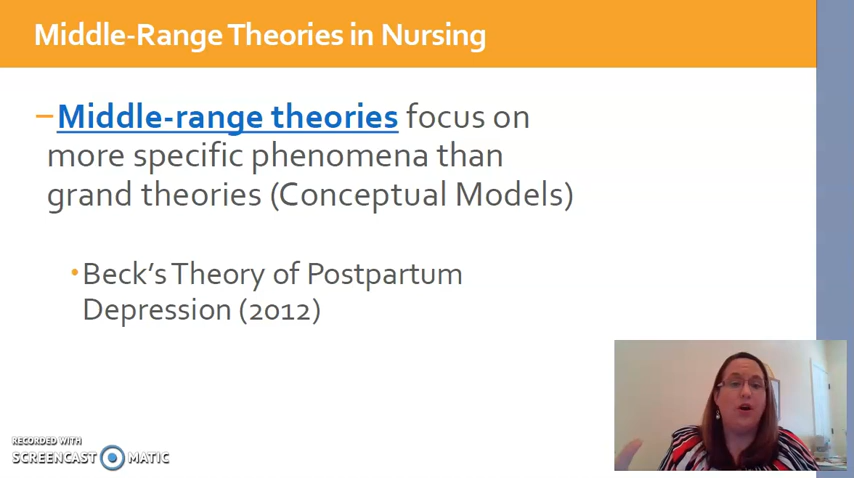 Middle-Range Theories in Nursing
–Middle-range theories focus on
more specific phenomena than
grand theories (Conceptual Models)
•Beck's Theory of Postpartum
Depression (2012)
RECORDED WITH
SCREENCAST MATIC